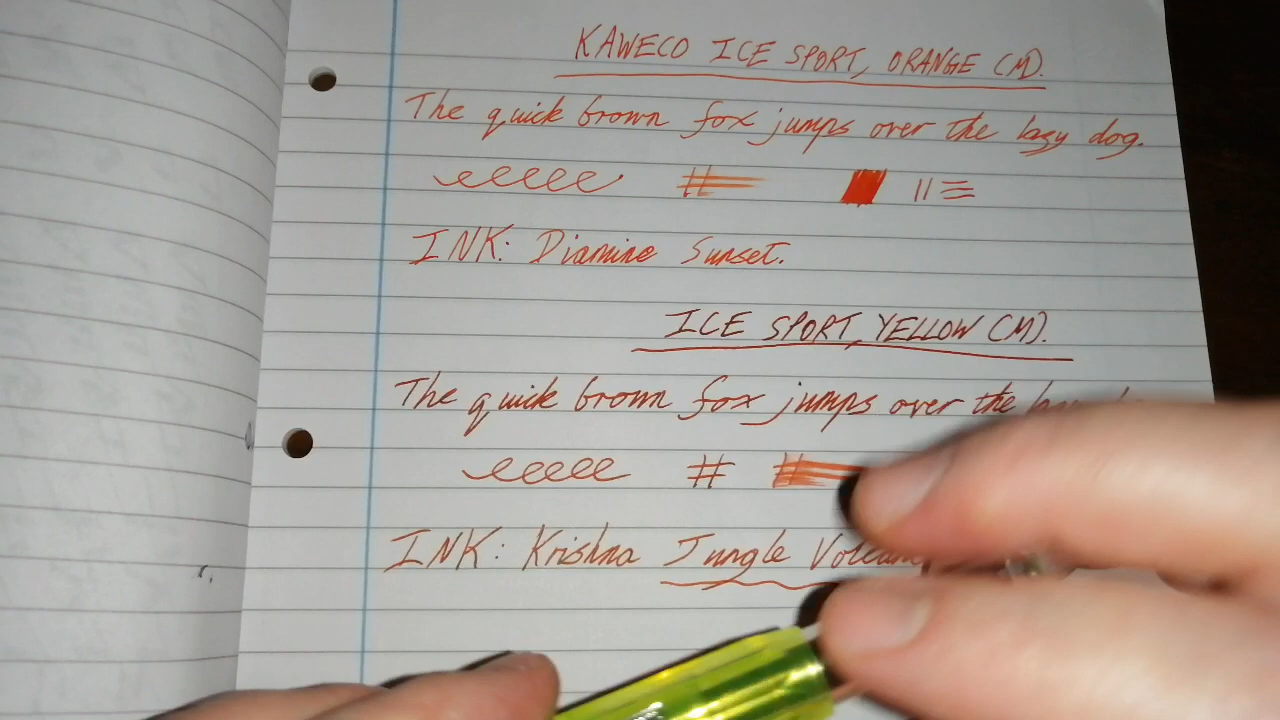 KAWECO ICE SPORT, ORANGE (M).
The quick brown fox jumps over the lazy dog.
INK: Diamine Sunset.
ICE SPORT, YELLOW (M).
The quick brown fox jumps over the
INK: Krishna Jungle